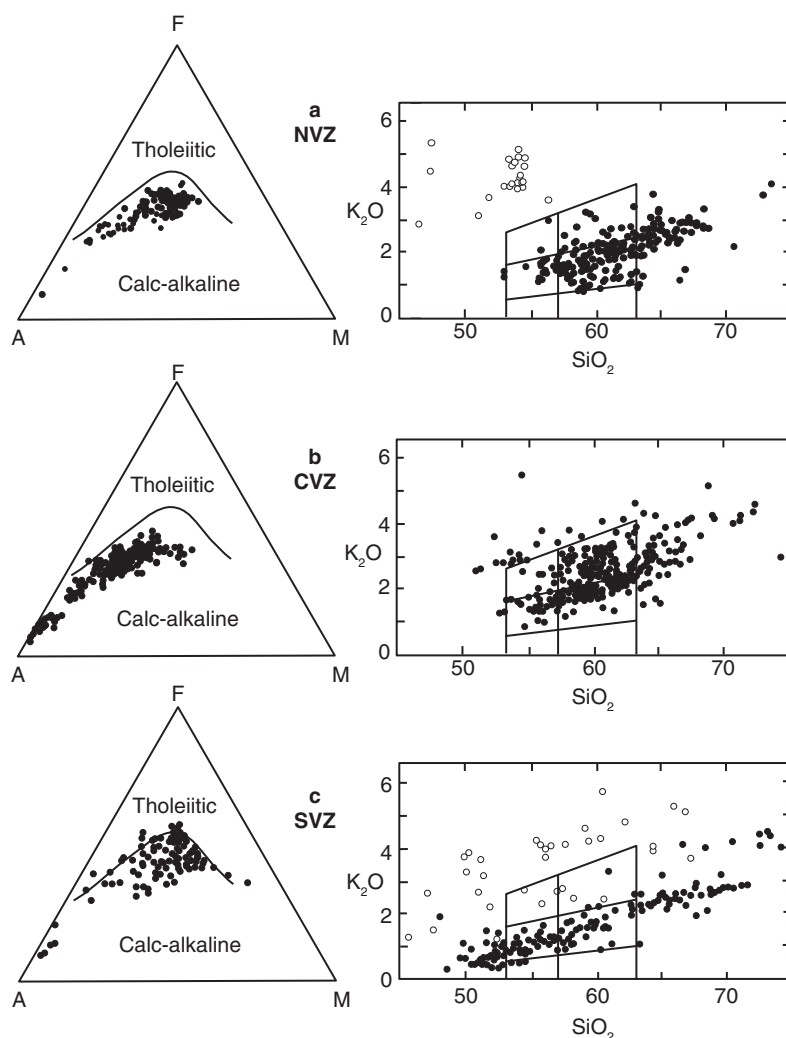 F
a
NVZ
Tholeiitic
Calc-alkaline
A
M
6
4
K₂O
2
0
50
60
70
SiO₂
F
b
CVZ
Tholeiitic
Calc-alkaline
A
M
6
4
K₂O
2
0
50
60
70
SiO₂
F
c
SVZ
Tholeiitic
Calc-alkaline
A
M
6
4
K₂O
2
0
50
60
70
SiO₂